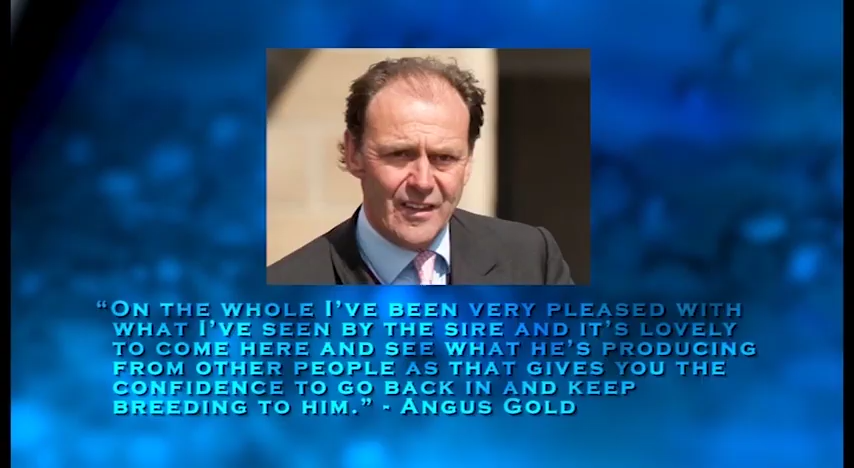 “On the whole I’ve been very pleased with
what I’ve seen by the sire and it’s lovely
to come here and see what he’s producing
from other people as that gives you the
confidence to go back in and keep
breeding to him.” - Angus Gold